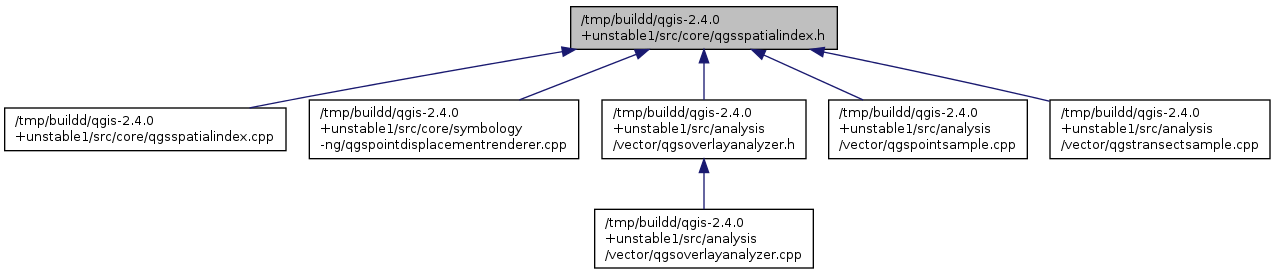 /tmp/buildd/qgis-2.4.0
+unstable1/src/core/qgsspatialindex.h
/tmp/buildd/qgis-2.4.0
+unstable1/src/core/qgsspatialindex.cpp
/tmp/buildd/qgis-2.4.0
+unstable1/src/core/symbology
-ng/qgspointdisplacementrenderer.cpp
/tmp/buildd/qgis-2.4.0
+unstable1/src/analysis
/vector/qgsoverlayanalyzer.h
/tmp/buildd/qgis-2.4.0
+unstable1/src/analysis
/vector/qgspointsample.cpp
/tmp/buildd/qgis-2.4.0
+unstable1/src/analysis
/vector/qgstransectsample.cpp
/tmp/buildd/qgis-2.4.0
+unstable1/src/analysis
/vector/qgsoverlayanalyzer.cpp